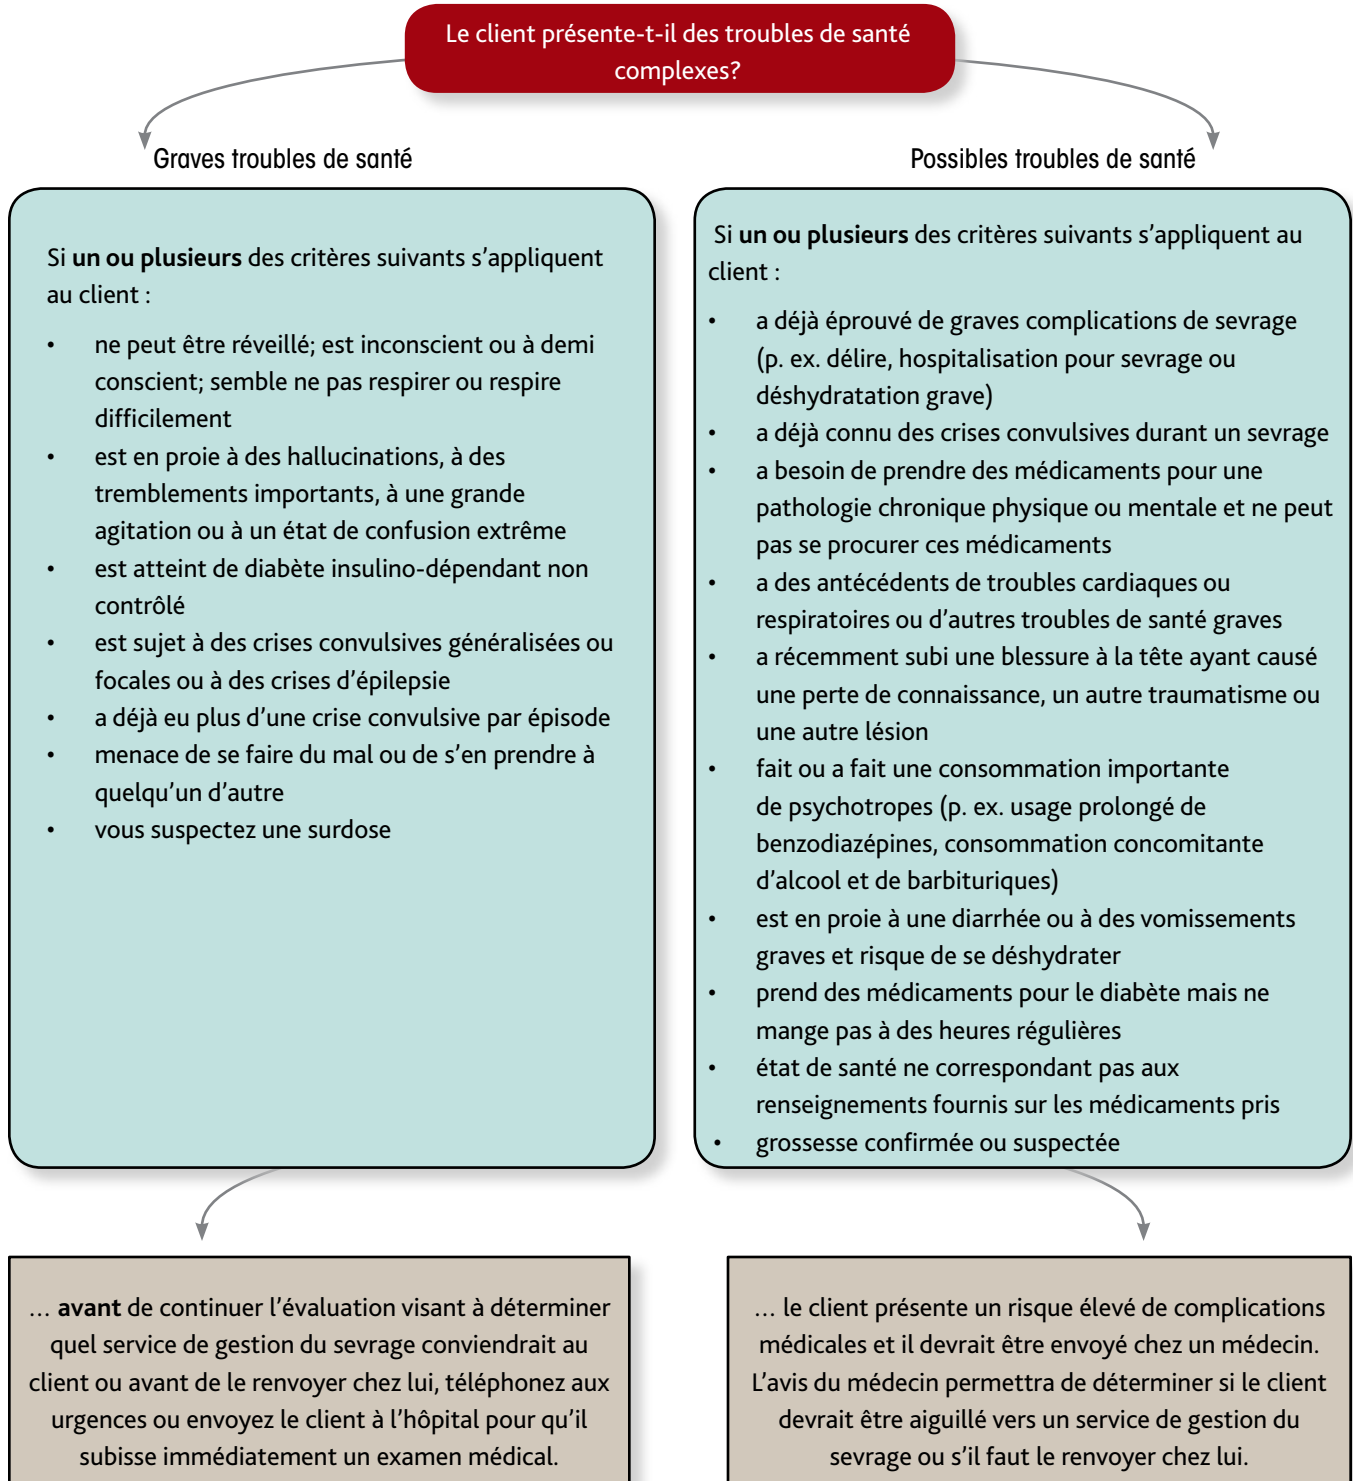 Le client présente-t-il des troubles de santé
complexes?
Graves troubles de santé
Possibles troubles de santé
Si un ou plusieurs des critères suivants s’appliquent
au client :
• ne peut être réveillé; est inconscient ou à demi
conscient; semble ne pas respirer ou respire
difficilement
• est en proie à des hallucinations, à des
tremblements importants, à une grande
agitation ou à un état de confusion extrême
• est atteint de diabète insulino-dépendant non
contrôlé
• est sujet à des crises convulsives généralisées ou
focales ou à des crises d’épilepsie
• a déjà eu plus d’une crise convulsive par épisode
• menace de se faire du mal ou de s’en prendre à
quelqu’un d’autre
• vous suspectez une surdose
Si un ou plusieurs des critères suivants s’appliquent au
client :
• a déjà éprouvé de graves complications de sevrage
(p. ex. délire, hospitalisation pour sevrage ou
déshydratation grave)
• a déjà connu des crises convulsives durant un sevrage
• a besoin de prendre des médicaments pour une
pathologie chronique physique ou mentale et ne peut
pas se procurer ces médicaments
• a des antécédents de troubles cardiaques ou
respiratoires ou d’autres troubles de santé graves
• a récemment subi une blessure à la tête ayant causé
une perte de connaissance, un autre traumatisme ou
une autre lésion
• fait ou a fait une consommation importante
de psychotropes (p. ex. usage prolongé de
benzodiazépines, consommation concomitante
d’alcool et de barbituriques)
• est en proie à une diarrhée ou à des vomissements
graves et risque de se déshydrater
• prend des médicaments pour le diabète mais ne
mange pas à des heures régulières
• état de santé ne correspondant pas aux
renseignements fournis sur les médicaments pris
• grossesse confirmée ou suspectée
… avant de continuer l’évaluation visant à déterminer
quel service de gestion du sevrage conviendrait au
client ou avant de le renvoyer chez lui, téléphonez aux
urgences ou envoyez le client à l’hôpital pour qu’il
subisse immédiatement un examen médical.
… le client présente un risque élevé de complications
médicales et il devrait être envoyé chez un médecin.
L’avis du médecin permettra de déterminer si le client
devrait être aiguillé vers un service de gestion du
sevrage ou s’il faut le renvoyer chez lui.